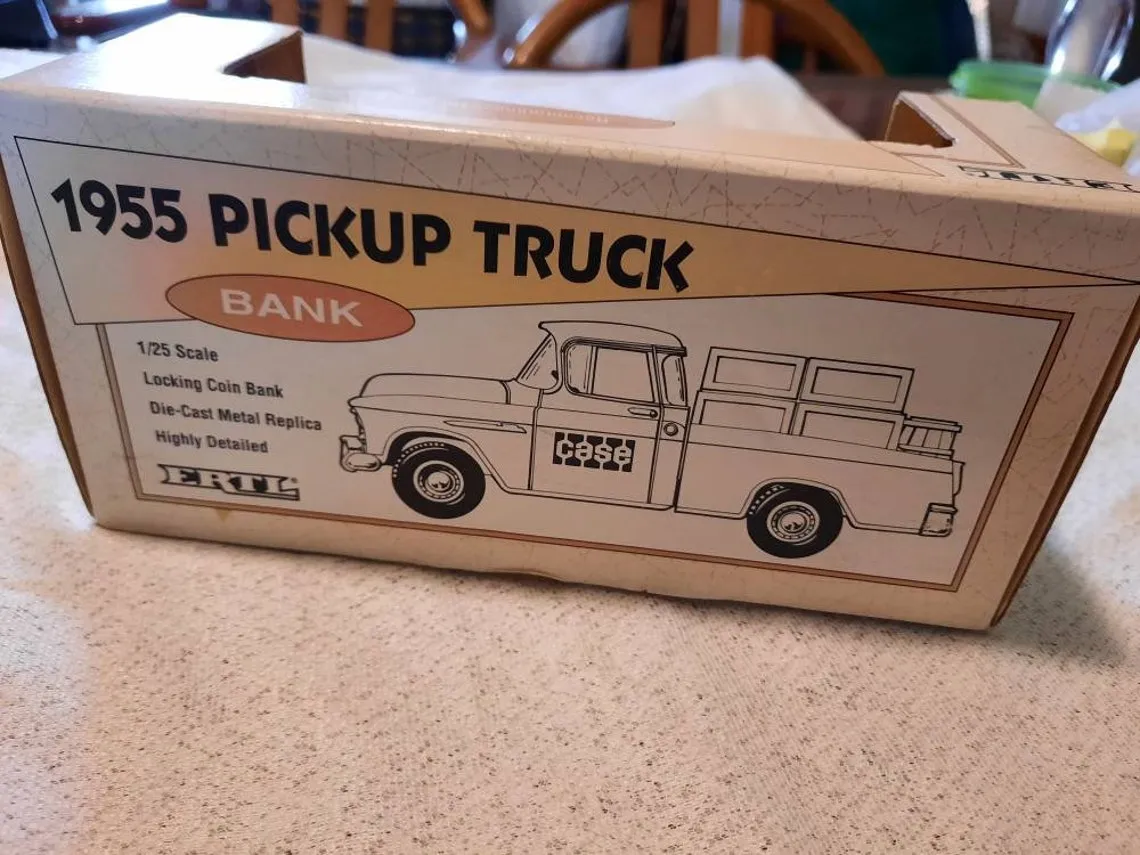 1955 PICKUP TRUCK
BANK
1/25 Scale
Locking Coin Bank
Die-Cast Metal Replica
Highly Detailed
ERTL®
case